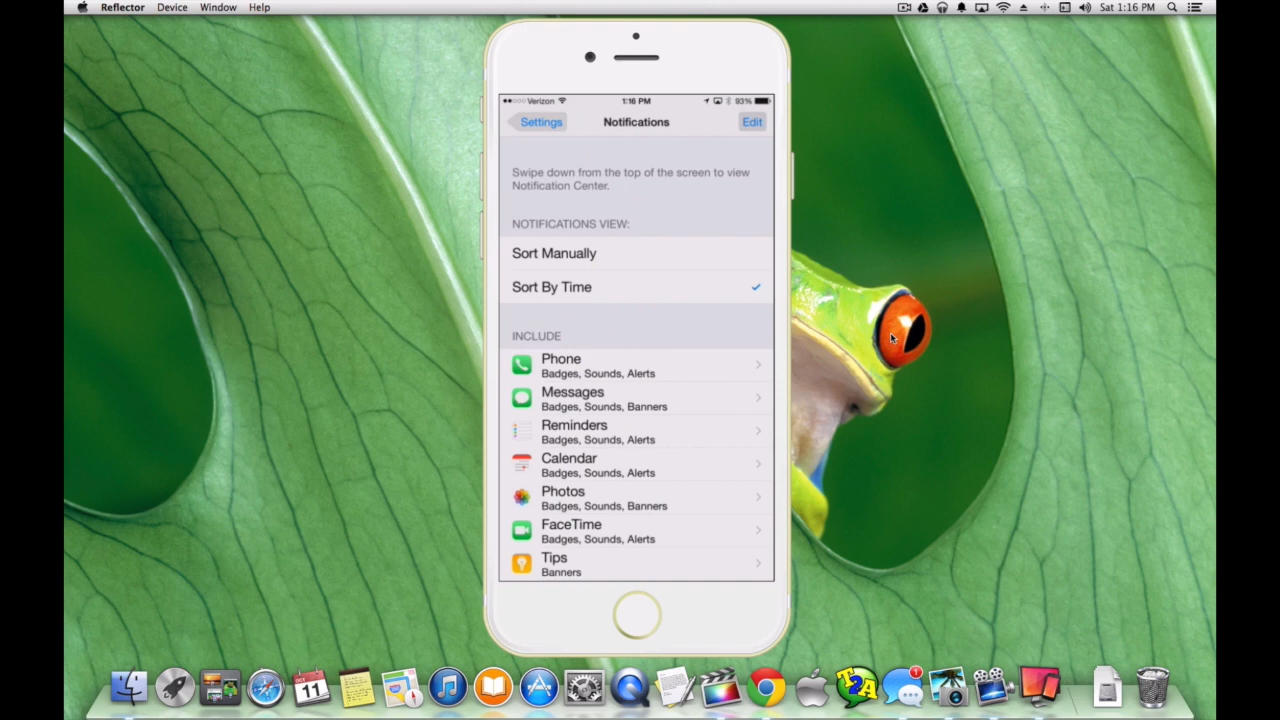 Reflector Device Window Help Sat 1:16 PM
Verizon 1:16 PM 93%
Settings Notifications Edit
Swipe down from the top of the screen to view
Notification Center.
NOTIFICATIONS VIEW:
Sort Manually
Sort By Time
INCLUDE
Phone
Badges, Sounds, Alerts
Messages
Badges, Sounds, Banners
Reminders
Badges, Sounds, Alerts
Calendar
Badges, Sounds, Alerts
Photos
Badges, Sounds, Banners
FaceTime
Badges, Sounds, Alerts
Tips
Banners
OCT
11
T2A
1